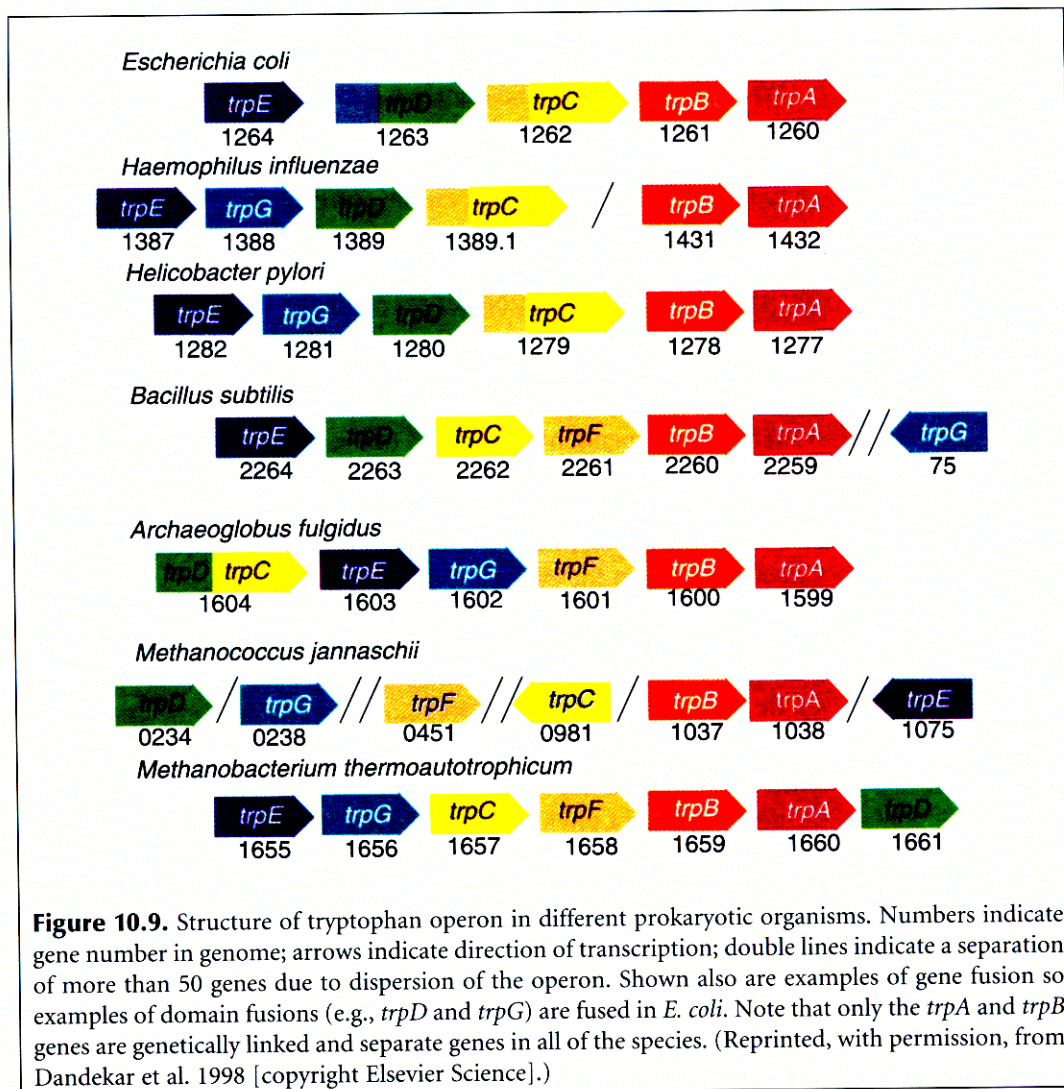 Escherichia coli
trpE trpD trpC trpB trpA
1264 1263 1262 1261 1260
Haemophilus influenzae
trpE trpG trpD trpC / trpB trpA
1387 1388 1389 1389.1 1431 1432
Helicobacter pylori
trpE trpG trpD trpC trpB trpA
1282 1281 1280 1279 1278 1277
Bacillus subtilis
trpE trpD trpC trpF trpB trpA // trpG
2264 2263 2262 2261 2260 2259 75
Archaeoglobus fulgidus
trpD trpC trpE trpG trpF trpB trpA
1604 1603 1602 1601 1600 1599
Methanococcus jannaschii
trpD / trpG // trpF // trpC / trpB trpA / trpE
0234 0238 0451 0981 1037 1038 1075
Methanobacterium thermoautotrophicum
trpE trpG trpC trpF trpB trpA trpD
1655 1656 1657 1658 1659 1660 1661
Figure 10.9. Structure of tryptophan operon in different prokaryotic organisms. Numbers indicate
gene number in genome; arrows indicate direction of transcription; double lines indicate a separation
of more than 50 genes due to dispersion of the operon. Shown also are examples of gene fusion so
examples of domain fusions (e.g., trpD and trpG) are fused in E. coli. Note that only the trpA and trpB
genes are genetically linked and separate genes in all of the species. (Reprinted, with permission, from
Dandekar et al. 1998 [copyright Elsevier Science].)